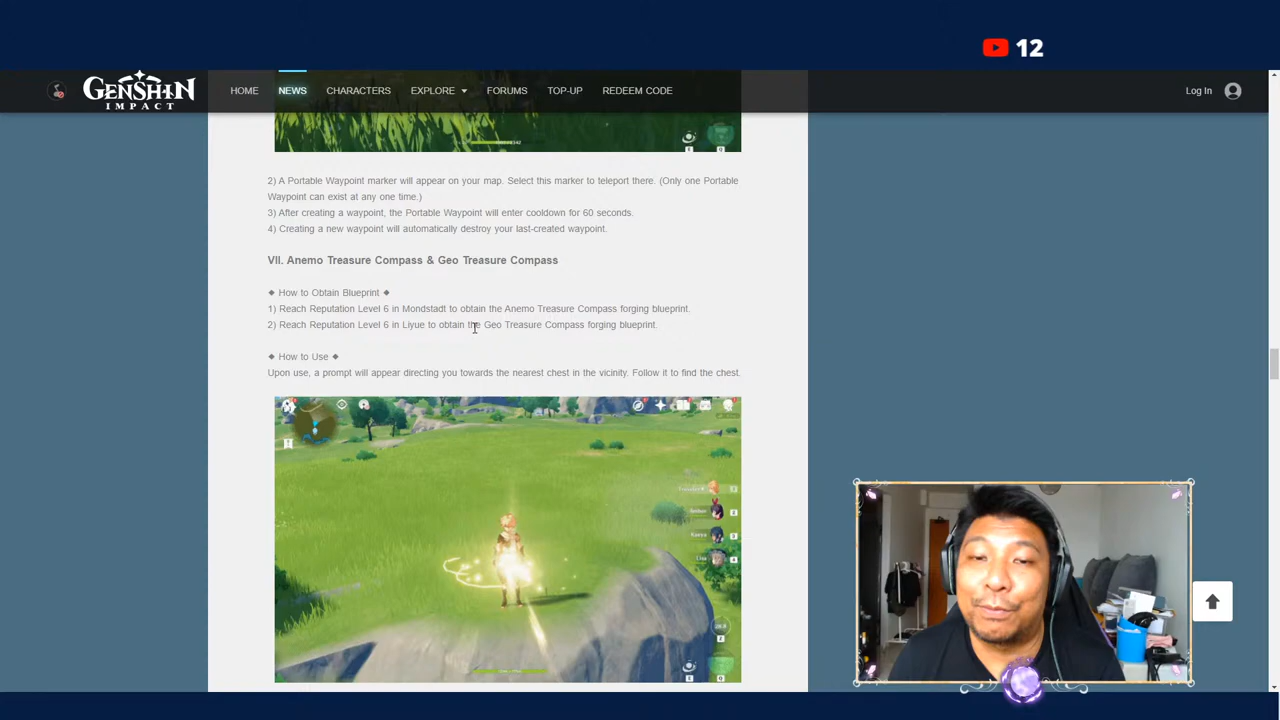 12
GENSHIN
IMPACT
HOME
NEWS
CHARACTERS
EXPLORE
FORUMS
TOP-UP
REDEEM CODE
Log In
2) A Portable Waypoint marker will appear on your map. Select this marker to teleport there. (Only one Portable
Waypoint can exist at any one time.)
3) After creating a waypoint, the Portable Waypoint will enter cooldown for 60 seconds.
4) Creating a new waypoint will automatically destroy your last-created waypoint.
VII. Anemo Treasure Compass & Geo Treasure Compass
◆ How to Obtain Blueprint ◆
1) Reach Reputation Level 6 in Mondstadt to obtain the Anemo Treasure Compass forging blueprint.
2) Reach Reputation Level 6 in Liyue to obtain the Geo Treasure Compass forging blueprint.
◆ How to Use ◆
Upon use, a prompt will appear directing you towards the nearest chest in the vicinity. Follow it to find the chest.
Kaeya
Lisa